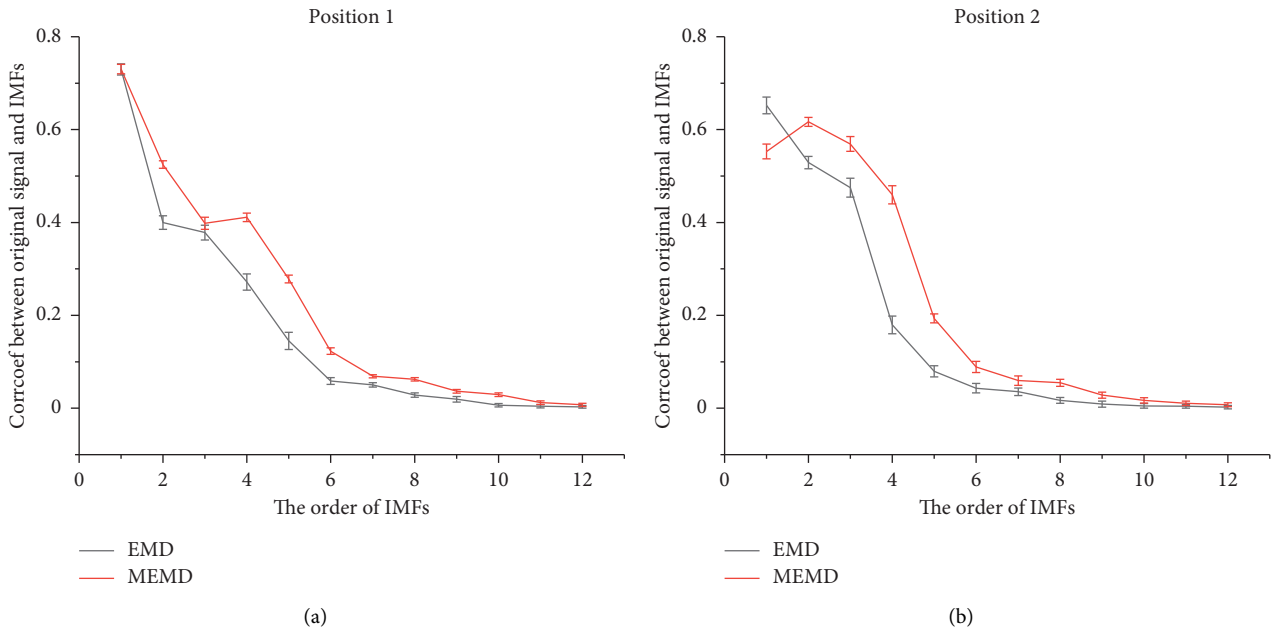 Position 1
Corrcoef between original signal and IMFs
0.8
0.6
0.4
0.2
0
0 2 4 6 8 10 12
The order of IMFs
EMD
MEMD
(a)
Position 2
Corrcoef between original signal and IMFs
0.8
0.6
0.4
0.2
0
0 2 4 6 8 10 12
The order of IMFs
EMD
MEMD
(b)